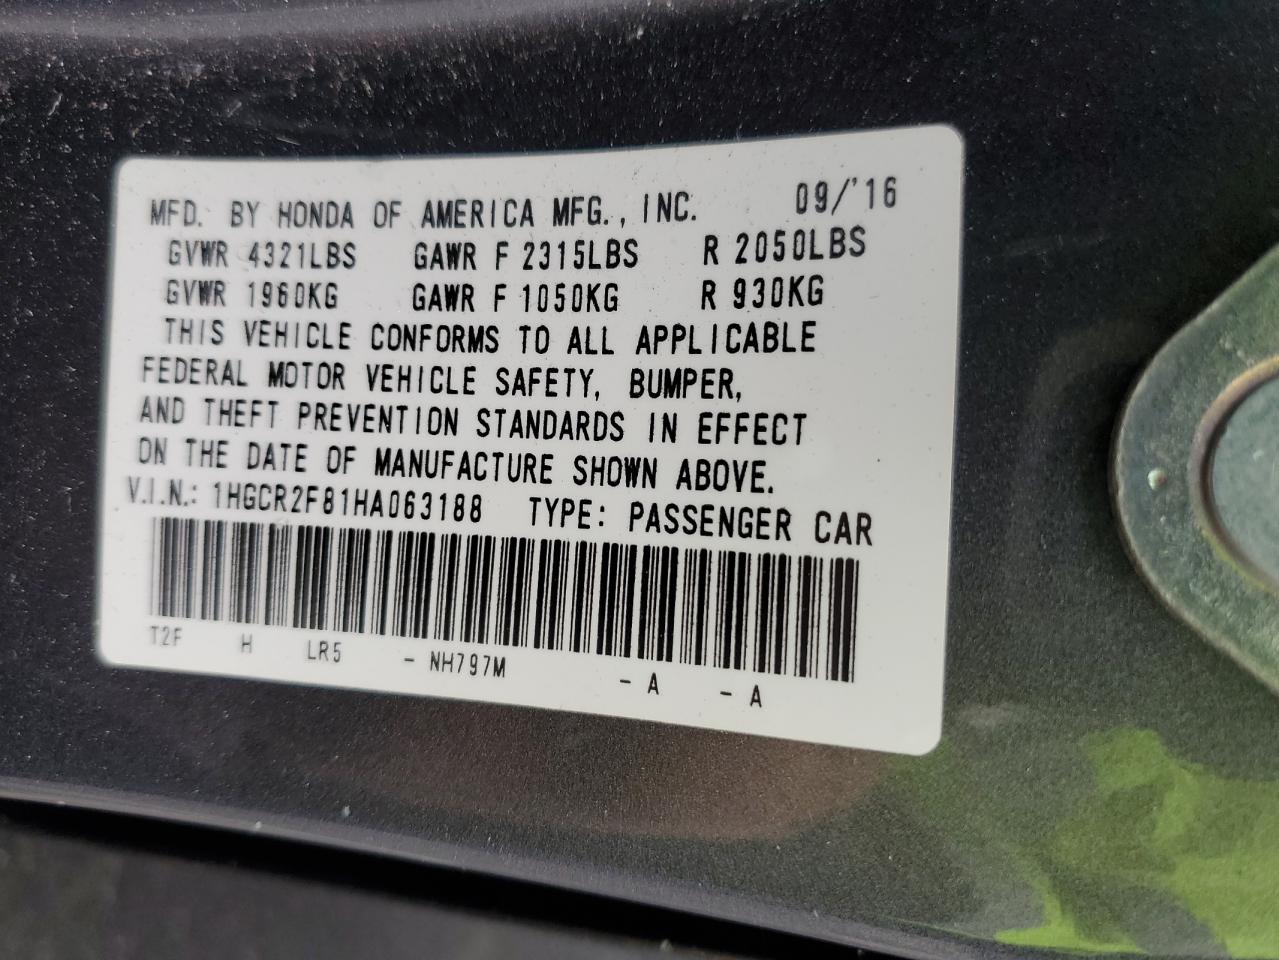 MFD. BY HONDA OF AMERICA MFG., INC. 09/'16
GVWR 4321LBS GAWR F 2315LBS R 2050LBS
GVWR 1960KG GAWR F 1050KG R 930KG
THIS VEHICLE CONFORMS TO ALL APPLICABLE
FEDERAL MOTOR VEHICLE SAFETY, BUMPER,
AND THEFT PREVENTION STANDARDS IN EFFECT
ON THE DATE OF MANUFACTURE SHOWN ABOVE.
V.I.N.: 1HGCR2F81HA063188 TYPE: PASSENGER CAR
T2F H LR5 - NH797M - A - A